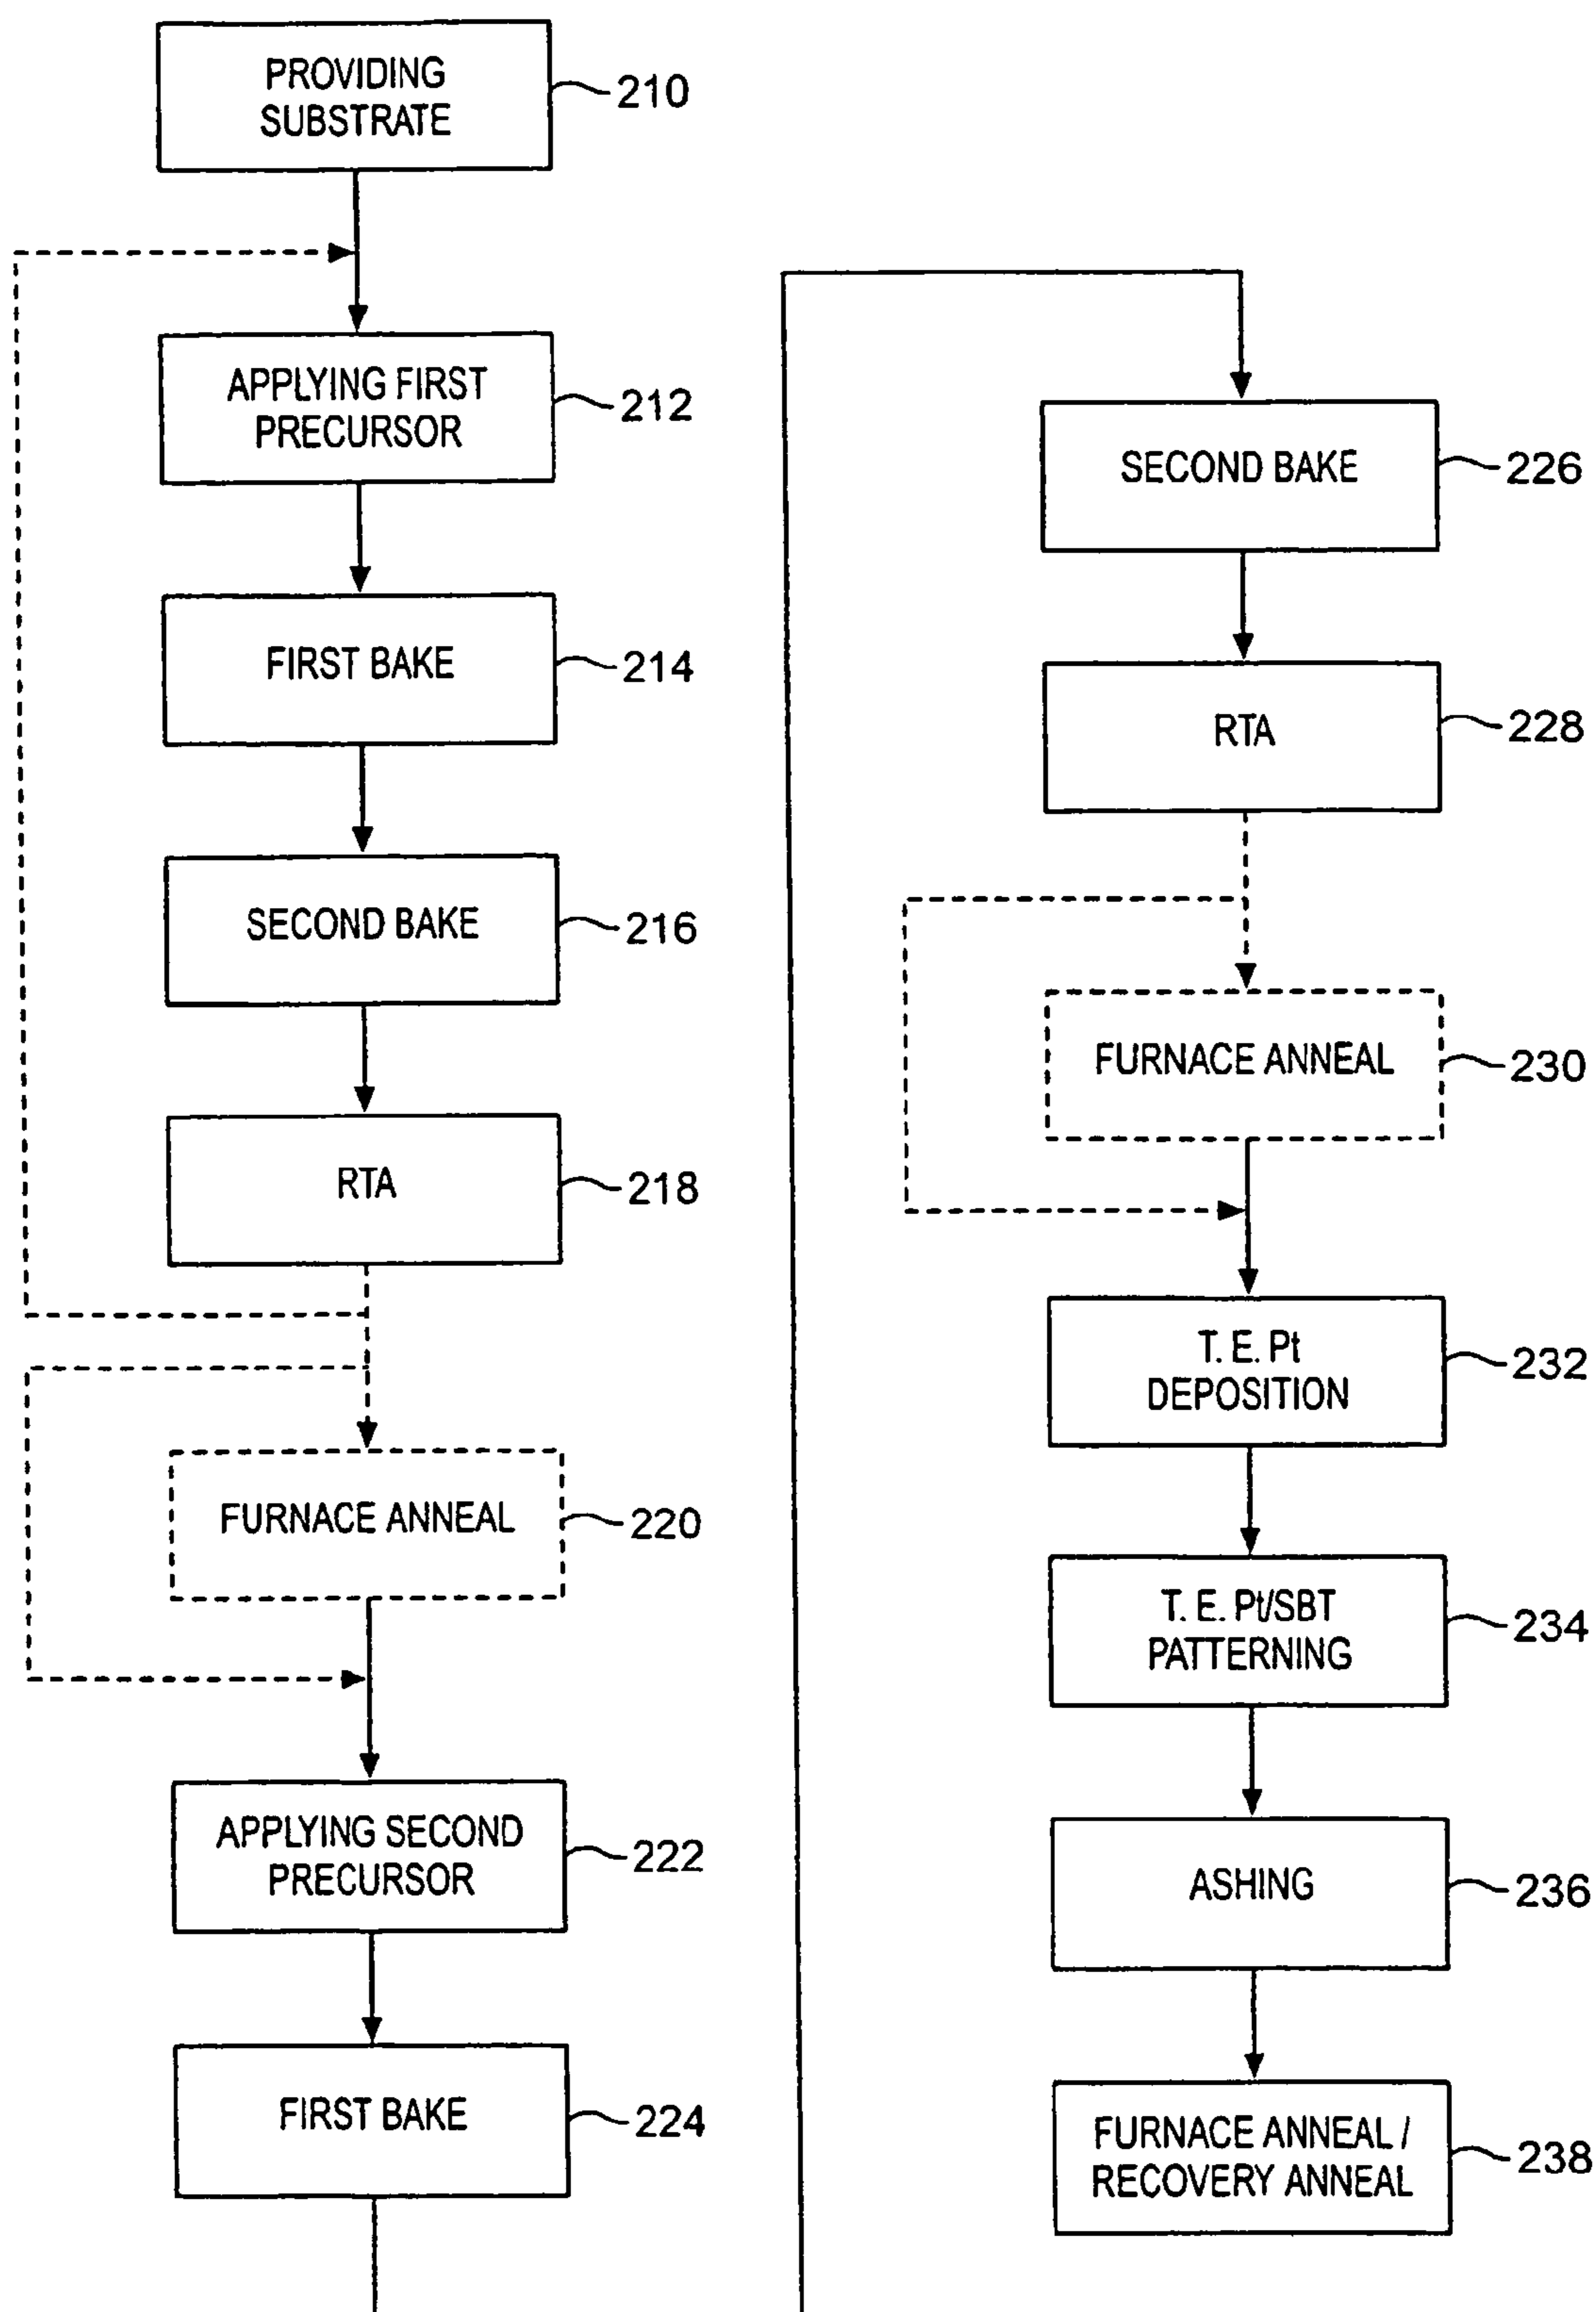 PROVIDING
SUBSTRATE
210
APPLYING FIRST
PRECURSOR
212
FIRST BAKE
214
SECOND BAKE
216
RTA
218
FURNACE ANNEAL
220
APPLYING SECOND
PRECURSOR
222
FIRST BAKE
224
SECOND BAKE
226
RTA
228
FURNACE ANNEAL
230
T. E. Pt
DEPOSITION
232
T. E. Pt/SBT
PATTERNING
234
ASHING
236
FURNACE ANNEAL /
RECOVERY ANNEAL
238